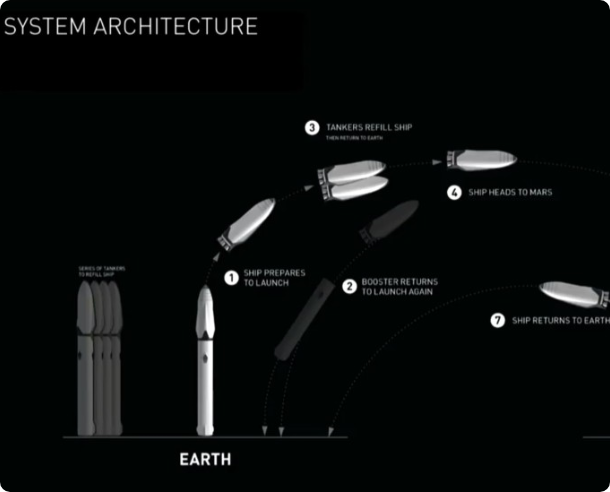 SYSTEM ARCHITECTURE
3 TANKERS REFILL SHIP
THEN RETURN TO EARTH
4 SHIP HEADS TO MARS
SERIES OF TANKERS
TO REFILL SHIP
1 SHIP PREPARES
TO LAUNCH
2 BOOSTER RETURNS
TO LAUNCH AGAIN
7 SHIP RETURNS TO EARTH
EARTH